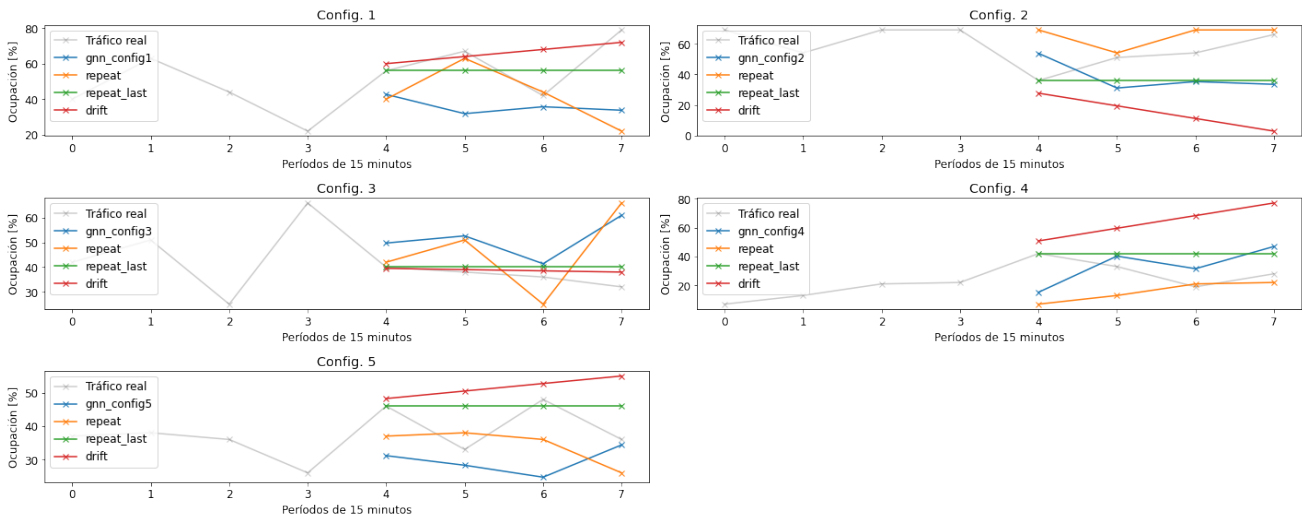 Config. 1
80
60
40
20
Ocupación [%]
Tráfico real
gnn_config1
repeat
repeat_last
drift
0 1 2 3 4 5 6 7
Períodos de 15 minutos
Config. 2
60
40
20
0
Ocupación [%]
Tráfico real
gnn_config2
repeat
repeat_last
drift
0 1 2 3 4 5 6 7
Períodos de 15 minutos
Config. 3
60
50
40
30
Ocupación [%]
Tráfico real
gnn_config3
repeat
repeat_last
drift
0 1 2 3 4 5 6 7
Períodos de 15 minutos
Config. 4
80
60
40
20
Ocupación [%]
Tráfico real
gnn_config4
repeat
repeat_last
drift
0 1 2 3 4 5 6 7
Períodos de 15 minutos
Config. 5
50
40
30
Ocupación [%]
Tráfico real
gnn_config5
repeat
repeat_last
drift
0 1 2 3 4 5 6 7
Períodos de 15 minutos